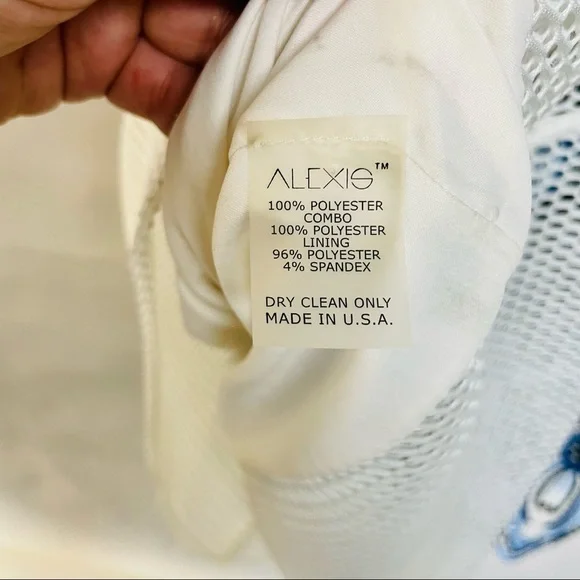 ALEXIS™
100% POLYESTER
COMBO
100% POLYESTER
LINING
96% POLYESTER
4% SPANDEX
DRY CLEAN ONLY
MADE IN U.S.A.